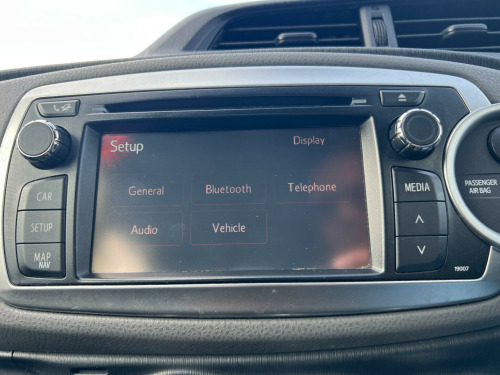 Setup
Display
General
Bluetooth
Telephone
Audio
Vehicle
CAR
SETUP
MAP
NAV
MEDIA
19007
PASSENGER
AIR BAG